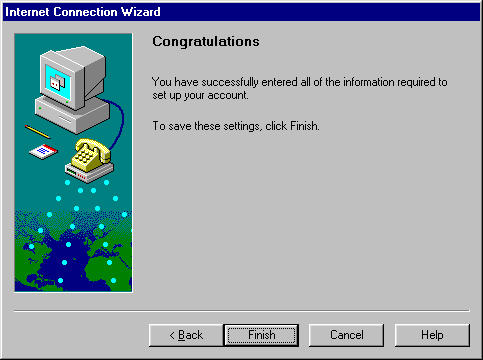 Internet Connection Wizard
Congratulations
You have successfully entered all of the information required to
set up your account.
To save these settings, click Finish.
< Back
Finish
Cancel
Help